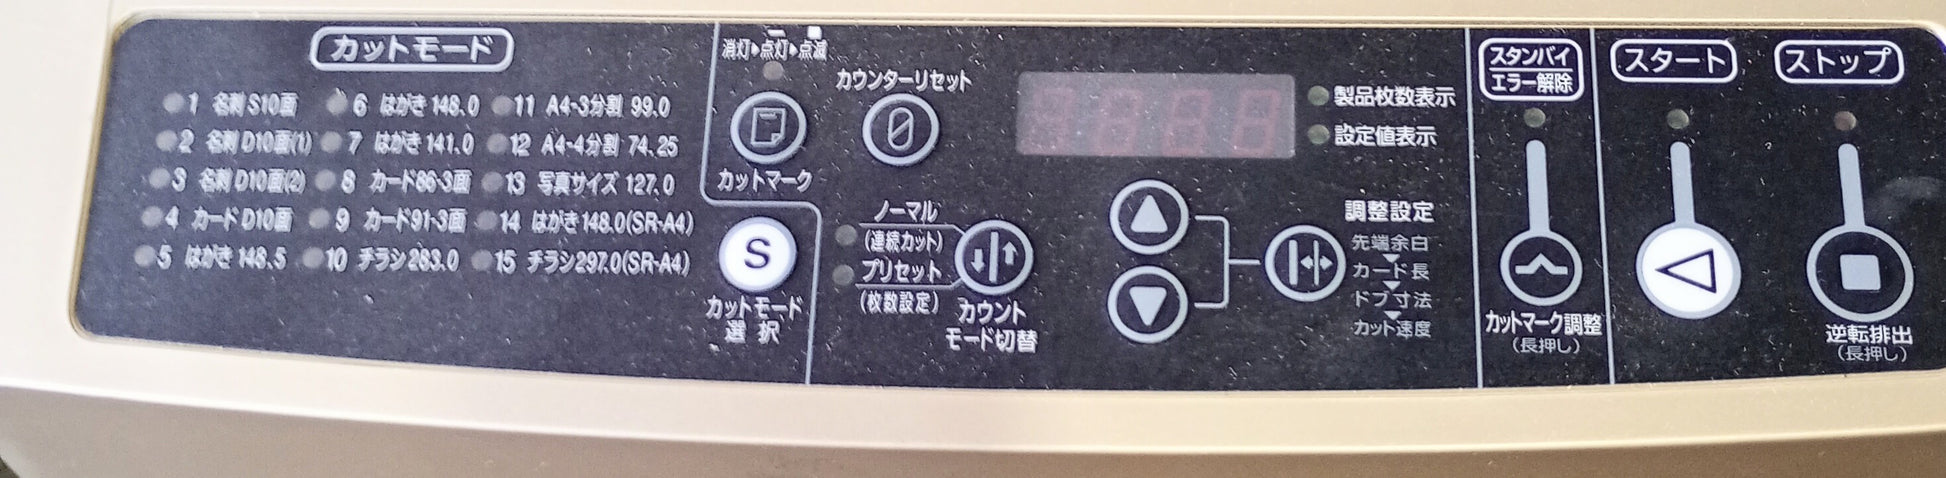 カットモード
1 名刺 S10面
2 名刺 D10面(1)
3 名刺 D10面(2)
4 カード D10面
5 はがき 148.5
6 はがき 148.0
7 はがき 141.0
8 カード86-3面
9 カード91-3面
10 チラシ 283.0
11 A4-3分割 99.0
12 A4-4分割 74.25
13 写真サイズ 127.0
14 はがき148.0(SR-A4)
15 チラシ297.0(SR-A4)
消灯▶点灯▶点滅
カットマーク
S
カットモード
選択
カウンターリセット
0
ノーマル
(連続カット)
プリセット
(枚数設定)
カウント
モード切替
製品枚数表示
設定値表示
調整設定
先端余白
カード長
ドブ寸法
カット速度
スタンバイ
エラー解除
カットマーク調整
(長押し)
スタート
ストップ
逆転排出
(長押し)